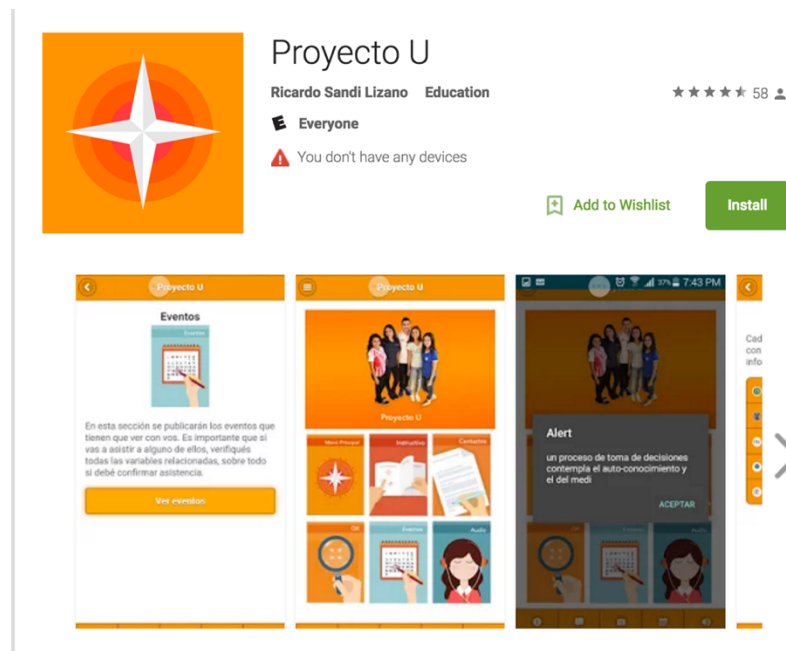 Proyecto U
Ricardo Sandi Lizano Education
58
E Everyone
You don't have any devices
Add to Wishlist
Install
Proyecto U
Eventos
Eventos
En esta sección se publicarán los eventos que
tienen que ver con vos. Es importante que si
vas a asistir a alguno de ellos, verifiqués
todas las variables relacionadas, sobre todo
si debé confirmar asistencia.
Ver eventos
Proyecto U
Proyecto U
Menú Principal
Instructivo
Contactos
QR
Eventos
Audio
37% 7:43 PM
Alert
un proceso de toma de decisiones
contempla el auto-conocimiento y
el del medi
ACEPTAR
Cad
con
info